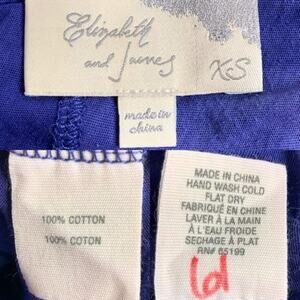 Elizabeth
and James
XS
made in
china
100% COTTON
100% COTON
MADE IN CHINA
HAND WASH COLD
FLAT DRY
FABRIQUÉ EN CHINE
LAVER À LA MAIN
À L'EAU FROIDE
SECHAGE À PLAT
RN# 65199